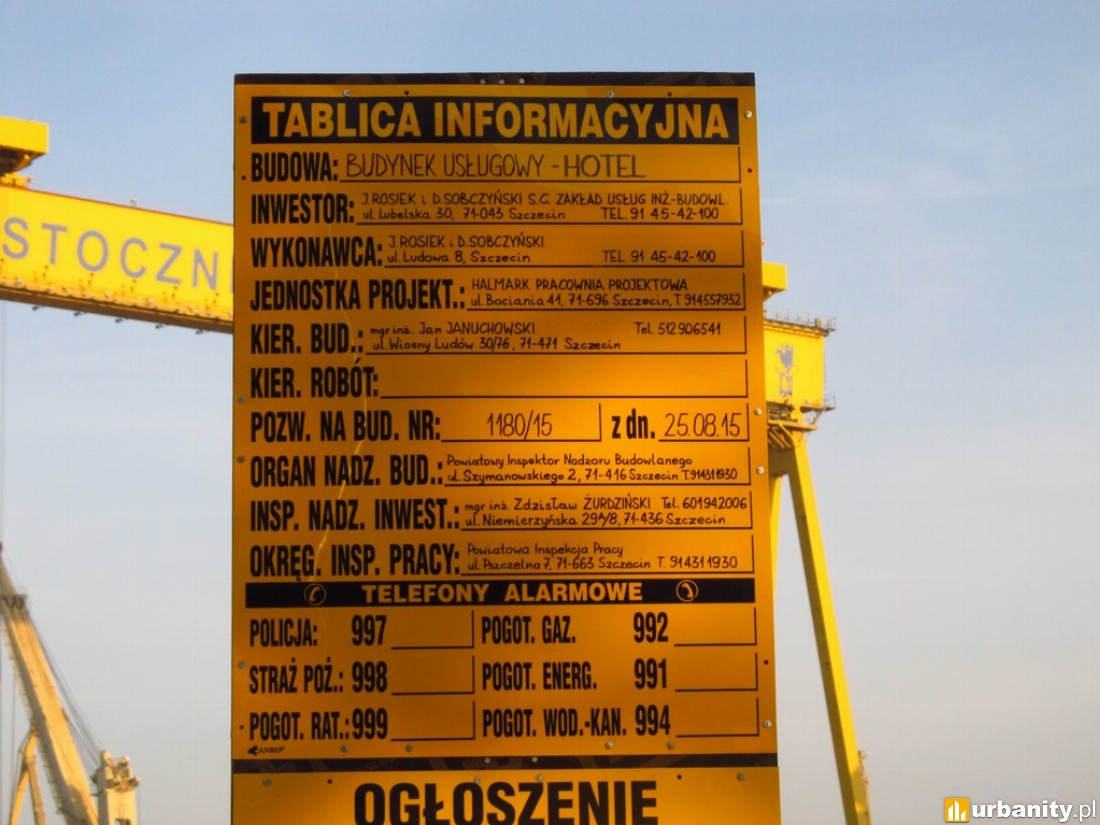 TABLICA INFORMACYJNA
BUDOWA: BUDYNEK USŁUGOWY - HOTEL
INWESTOR: J. ROSIEK i D. SOBCZYŃSKI S.C. ZAKŁAD USŁUG INŻ-BUDOWL.
ul. Lubelska 30, 71-043 Szczecin TEL. 91 45-42-100
WYKONAWCA: J. ROSIEK i D. SOBCZYŃSKI
ul. Ludowa 8, Szczecin TEL. 91 45-42-100
JEDNOSTKA PROJEKT.: HALMARK PRACOWNIA PROJEKTOWA
ul. Bociania 41, 71-696 Szczecin, T. 914557932
KIER. BUD.: mgr inż. Jan JANUCHOWSKI Tel. 512906541
ul. Wiosny Ludów 30/76, 71-471 Szczecin
KIER. ROBÓT:
POZW. NA BUD. NR: 1180/15 z dn. 25.08.15
ORGAN NADZ. BUD.: Powiatowy Inspektor Nadzoru Budowlanego
ul. Szymanowskiego 2, 71-416 Szczecin T. 914311930
INSP. NADZ. INWEST.: mgr inż. Zdzisław ŻURDZIŃSKI Tel. 601942006
ul. Niemierzyńska 29A/8, 71-436 Szczecin
OKRĘG. INSP. PRACY: Powiatowa Inspekcja Pracy
ul. Pszczelna 7, 71-663 Szczecin T. 914311930
TELEFONY ALARMOWE
POLICJA: 997 POGOT. GAZ. 992
STRAŻ POŻ.: 998 POGOT. ENERG. 991
POGOT. RAT.: 999 POGOT. WOD.-KAN. 994
ANRO
OGŁOSZENIE
STOCZNI
urbanity.pl